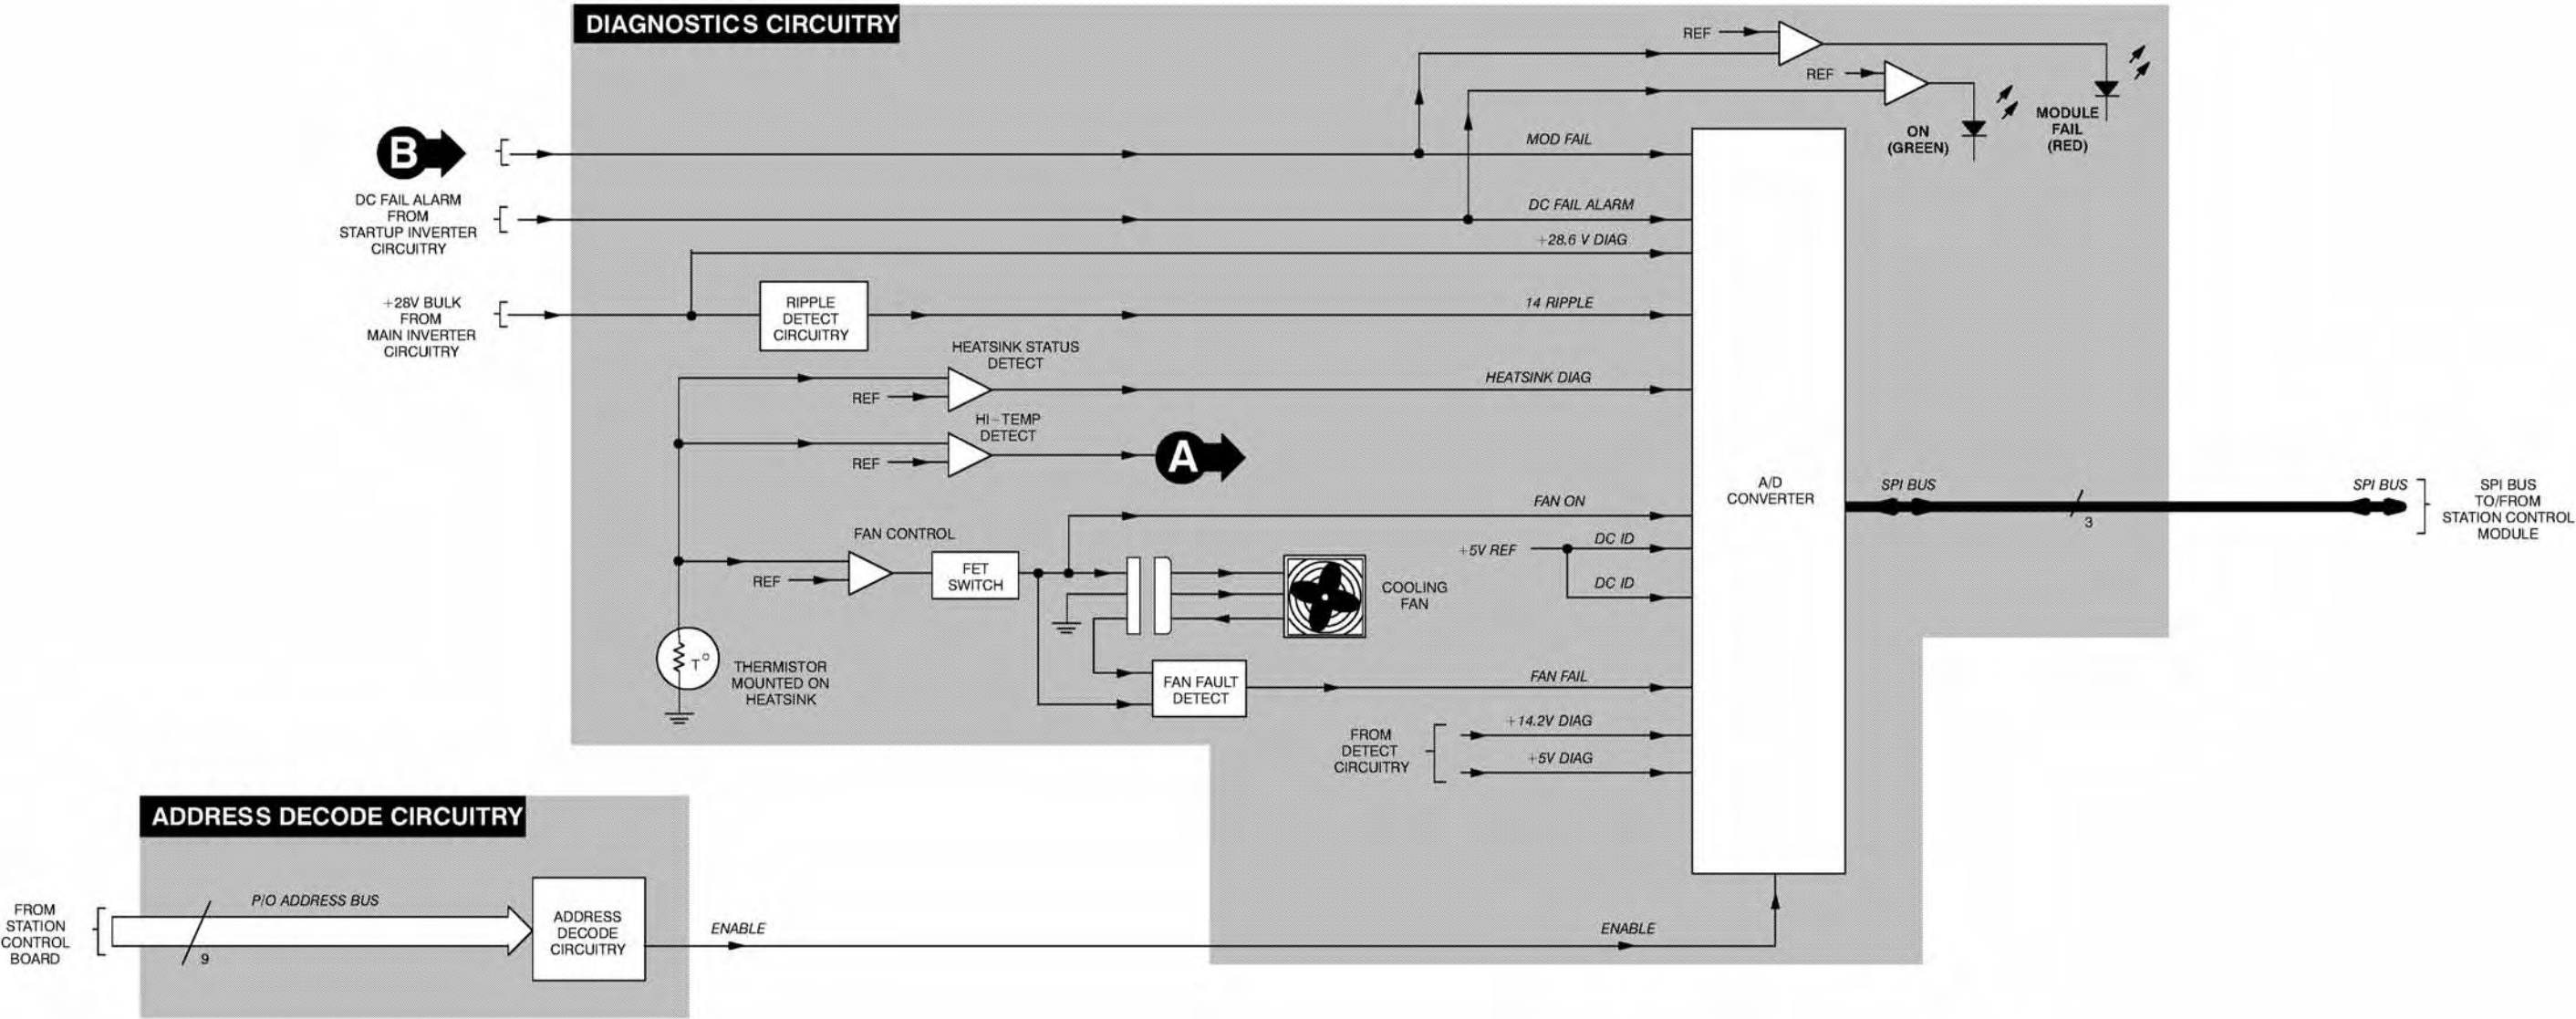 DIAGNOSTICS CIRCUITRY
REF
REF
ON
(GREEN)
MODULE
FAIL
(RED)
B
MOD FAIL
DC FAIL ALARM
FROM
STARTUP INVERTER
CIRCUITRY
DC FAIL ALARM
+28.6 V DIAG
+28V BULK
FROM
MAIN INVERTER
CIRCUITRY
RIPPLE
DETECT
CIRCUITRY
14 RIPPLE
HEATSINK STATUS
DETECT
REF
HEATSINK DIAG
HI-TEMP
DETECT
REF
A
A/D
CONVERTER
SPI BUS
3
SPI BUS
SPI BUS
TO/FROM
STATION CONTROL
MODULE
FAN ON
FAN CONTROL
REF
FET
SWITCH
COOLING
FAN
+5V REF
DC ID
DC ID
T°
THERMISTOR
MOUNTED ON
HEATSINK
FAN FAULT
DETECT
FAN FAIL
FROM
DETECT
CIRCUITRY
+14.2V DIAG
+5V DIAG
ADDRESS DECODE CIRCUITRY
FROM
STATION
CONTROL
BOARD
P/O ADDRESS BUS
9
ADDRESS
DECODE
CIRCUITRY
ENABLE
ENABLE